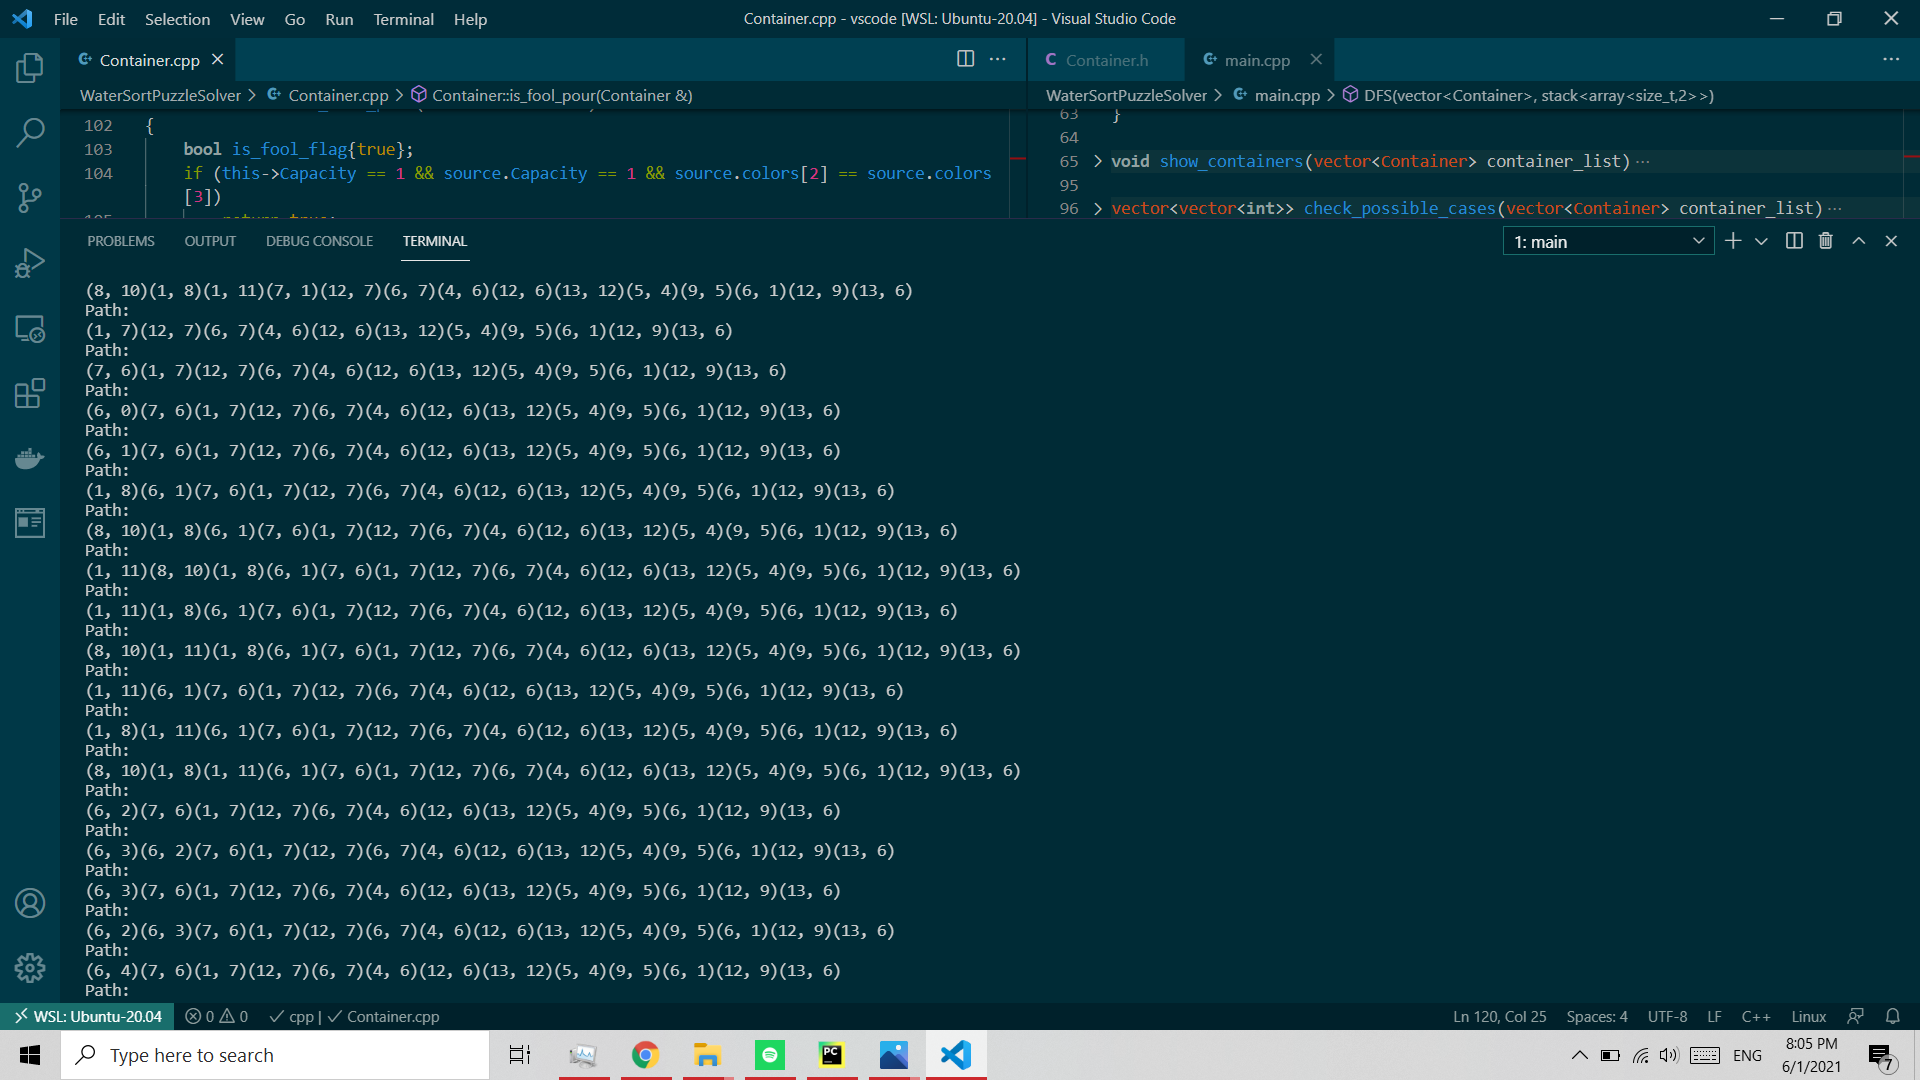 File Edit Selection View Go Run Terminal Help
Container.cpp - vscode [WSL: Ubuntu-20.04] - Visual Studio Code
Container.cpp
Container.h
main.cpp
WaterSortPuzzleSolver > Container.cpp > Container::is_fool_pour(Container &)
WaterSortPuzzleSolver > main.cpp > DFS(vector<Container>, stack<array<size_t,2>>)
102 {
103 bool is_fool_flag{true};
104 if (this->Capacity == 1 && source.Capacity == 1 && source.colors[2] == source.colors
[3])
63 }
64
65 > void show_containers(vector<Container> container_list) ...
95
96 > vector<vector<int>> check_possible_cases(vector<Container> container_list) ...
PROBLEMS OUTPUT DEBUG CONSOLE TERMINAL
1: main
(8, 10)(1, 8)(1, 11)(7, 1)(12, 7)(6, 7)(4, 6)(12, 6)(13, 12)(5, 4)(9, 5)(6, 1)(12, 9)(13, 6)
Path:
(1, 7)(12, 7)(6, 7)(4, 6)(12, 6)(13, 12)(5, 4)(9, 5)(6, 1)(12, 9)(13, 6)
Path:
(7, 6)(1, 7)(12, 7)(6, 7)(4, 6)(12, 6)(13, 12)(5, 4)(9, 5)(6, 1)(12, 9)(13, 6)
Path:
(6, 0)(7, 6)(1, 7)(12, 7)(6, 7)(4, 6)(12, 6)(13, 12)(5, 4)(9, 5)(6, 1)(12, 9)(13, 6)
Path:
(6, 1)(7, 6)(1, 7)(12, 7)(6, 7)(4, 6)(12, 6)(13, 12)(5, 4)(9, 5)(6, 1)(12, 9)(13, 6)
Path:
(1, 8)(6, 1)(7, 6)(1, 7)(12, 7)(6, 7)(4, 6)(12, 6)(13, 12)(5, 4)(9, 5)(6, 1)(12, 9)(13, 6)
Path:
(8, 10)(1, 8)(6, 1)(7, 6)(1, 7)(12, 7)(6, 7)(4, 6)(12, 6)(13, 12)(5, 4)(9, 5)(6, 1)(12, 9)(13, 6)
Path:
(1, 11)(8, 10)(1, 8)(6, 1)(7, 6)(1, 7)(12, 7)(6, 7)(4, 6)(12, 6)(13, 12)(5, 4)(9, 5)(6, 1)(12, 9)(13, 6)
Path:
(1, 11)(1, 8)(6, 1)(7, 6)(1, 7)(12, 7)(6, 7)(4, 6)(12, 6)(13, 12)(5, 4)(9, 5)(6, 1)(12, 9)(13, 6)
Path:
(8, 10)(1, 11)(1, 8)(6, 1)(7, 6)(1, 7)(12, 7)(6, 7)(4, 6)(12, 6)(13, 12)(5, 4)(9, 5)(6, 1)(12, 9)(13, 6)
Path:
(1, 11)(6, 1)(7, 6)(1, 7)(12, 7)(6, 7)(4, 6)(12, 6)(13, 12)(5, 4)(9, 5)(6, 1)(12, 9)(13, 6)
Path:
(1, 8)(1, 11)(6, 1)(7, 6)(1, 7)(12, 7)(6, 7)(4, 6)(12, 6)(13, 12)(5, 4)(9, 5)(6, 1)(12, 9)(13, 6)
Path:
(8, 10)(1, 8)(1, 11)(6, 1)(7, 6)(1, 7)(12, 7)(6, 7)(4, 6)(12, 6)(13, 12)(5, 4)(9, 5)(6, 1)(12, 9)(13, 6)
Path:
(6, 2)(7, 6)(1, 7)(12, 7)(6, 7)(4, 6)(12, 6)(13, 12)(5, 4)(9, 5)(6, 1)(12, 9)(13, 6)
Path:
(6, 3)(6, 2)(7, 6)(1, 7)(12, 7)(6, 7)(4, 6)(12, 6)(13, 12)(5, 4)(9, 5)(6, 1)(12, 9)(13, 6)
Path:
(6, 3)(7, 6)(1, 7)(12, 7)(6, 7)(4, 6)(12, 6)(13, 12)(5, 4)(9, 5)(6, 1)(12, 9)(13, 6)
Path:
(6, 2)(6, 3)(7, 6)(1, 7)(12, 7)(6, 7)(4, 6)(12, 6)(13, 12)(5, 4)(9, 5)(6, 1)(12, 9)(13, 6)
Path:
(6, 4)(7, 6)(1, 7)(12, 7)(6, 7)(4, 6)(12, 6)(13, 12)(5, 4)(9, 5)(6, 1)(12, 9)(13, 6)
Path:
WSL: Ubuntu-20.04 0 0 cpp | Container.cpp
Ln 120, Col 25 Spaces: 4 UTF-8 LF C++ Linux
Type here to search
PC
ENG
8:05 PM
6/1/2021
7